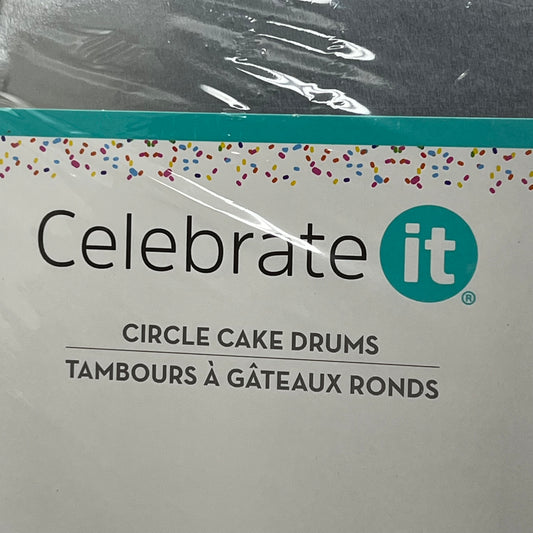 Celebrate it®
CIRCLE CAKE DRUMS
TAMBOURS À GÂTEAUX RONDS